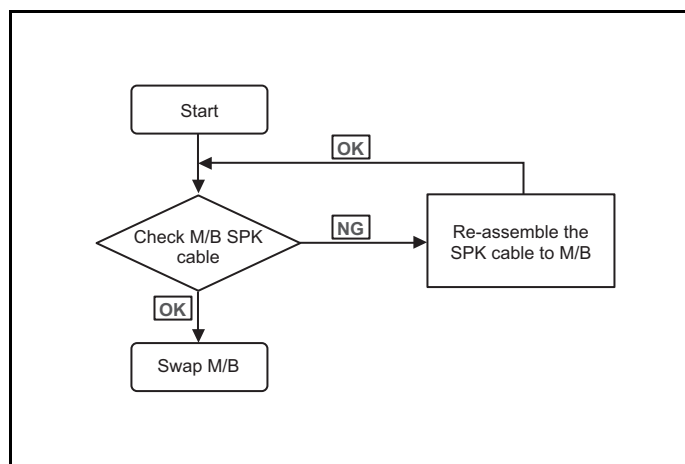 Start
OK
Check M/B SPK
cable
NG
Re-assemble the
SPK cable to M/B
OK
Swap M/B